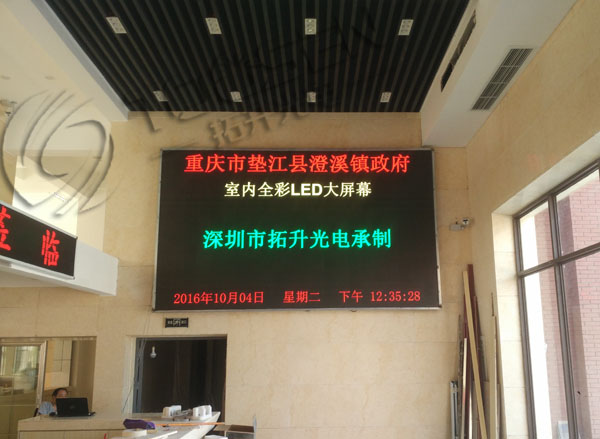 重庆市垫江县澄溪镇政府
室内全彩LED大屏幕
深圳市拓升光电承制
2016年10月04日 星期二 下午 12:35:28
莅 临